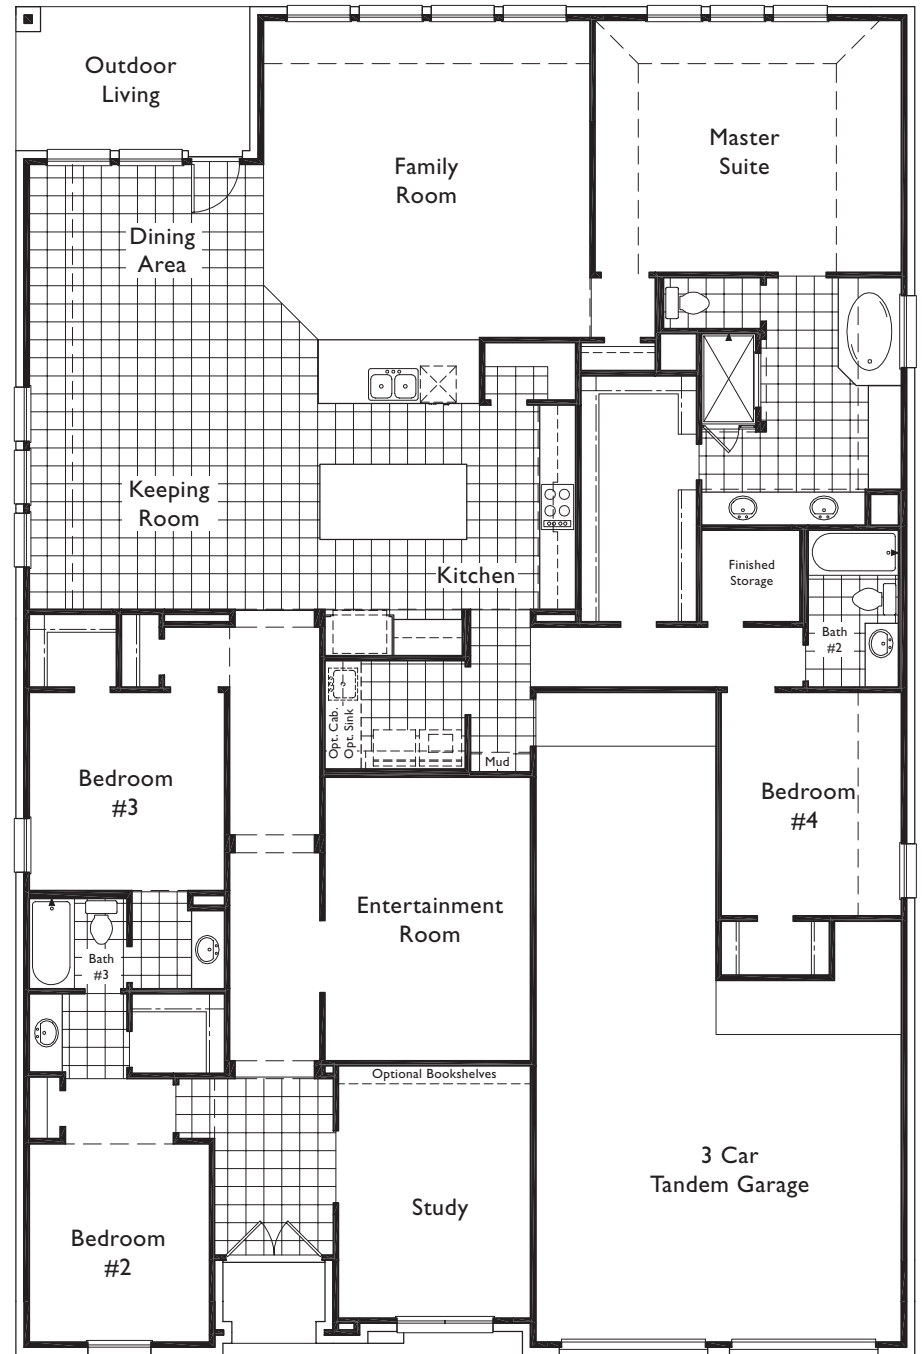 Outdoor
Living
Family
Room
Master
Suite
Dining
Area
Keeping
Room
Kitchen
Finished
Storage
Bath
#2
Opt. Cab.
Opt. Sink
Mud
Bedroom
#3
Bedroom
#4
Entertainment
Room
Bath
#3
Optional Bookshelves
3 Car
Tandem Garage
Study
Bedroom
#2